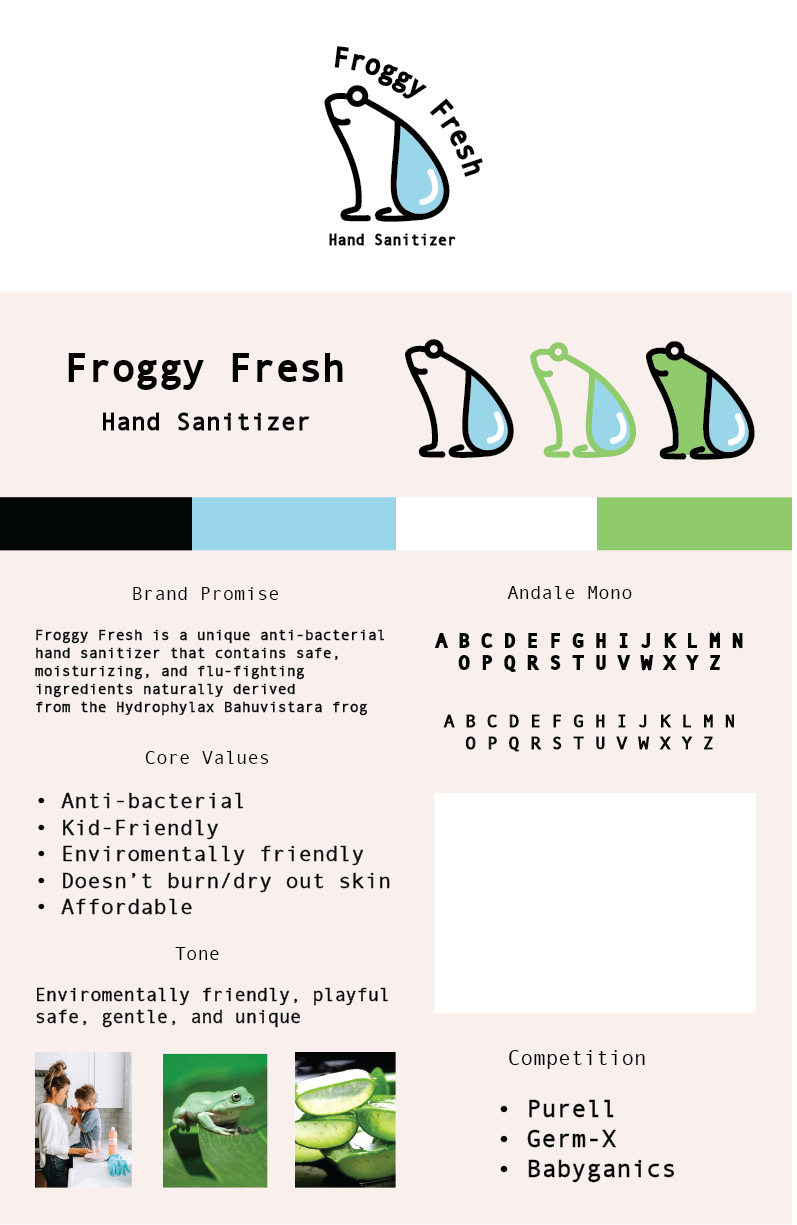 Froggy Fresh
Hand Sanitizer
Froggy Fresh
Hand Sanitizer
Brand Promise
Froggy Fresh is a unique anti-bacterial
hand sanitizer that contains safe,
moisturizing, and flu-fighting
ingredients naturally derived
from the Hydrophylax Bahuvistara frog
Core Values
• Anti-bacterial
• Kid-Friendly
• Enviromentally friendly
• Doesn’t burn/dry out skin
• Affordable
Tone
Enviromentally friendly, playful
safe, gentle, and unique
Andale Mono
A B C D E F G H I J K L M N
O P Q R S T U V W X Y Z
A B C D E F G H I J K L M N
O P Q R S T U V W X Y Z
Competition
• Purell
• Germ-X
• Babyganics